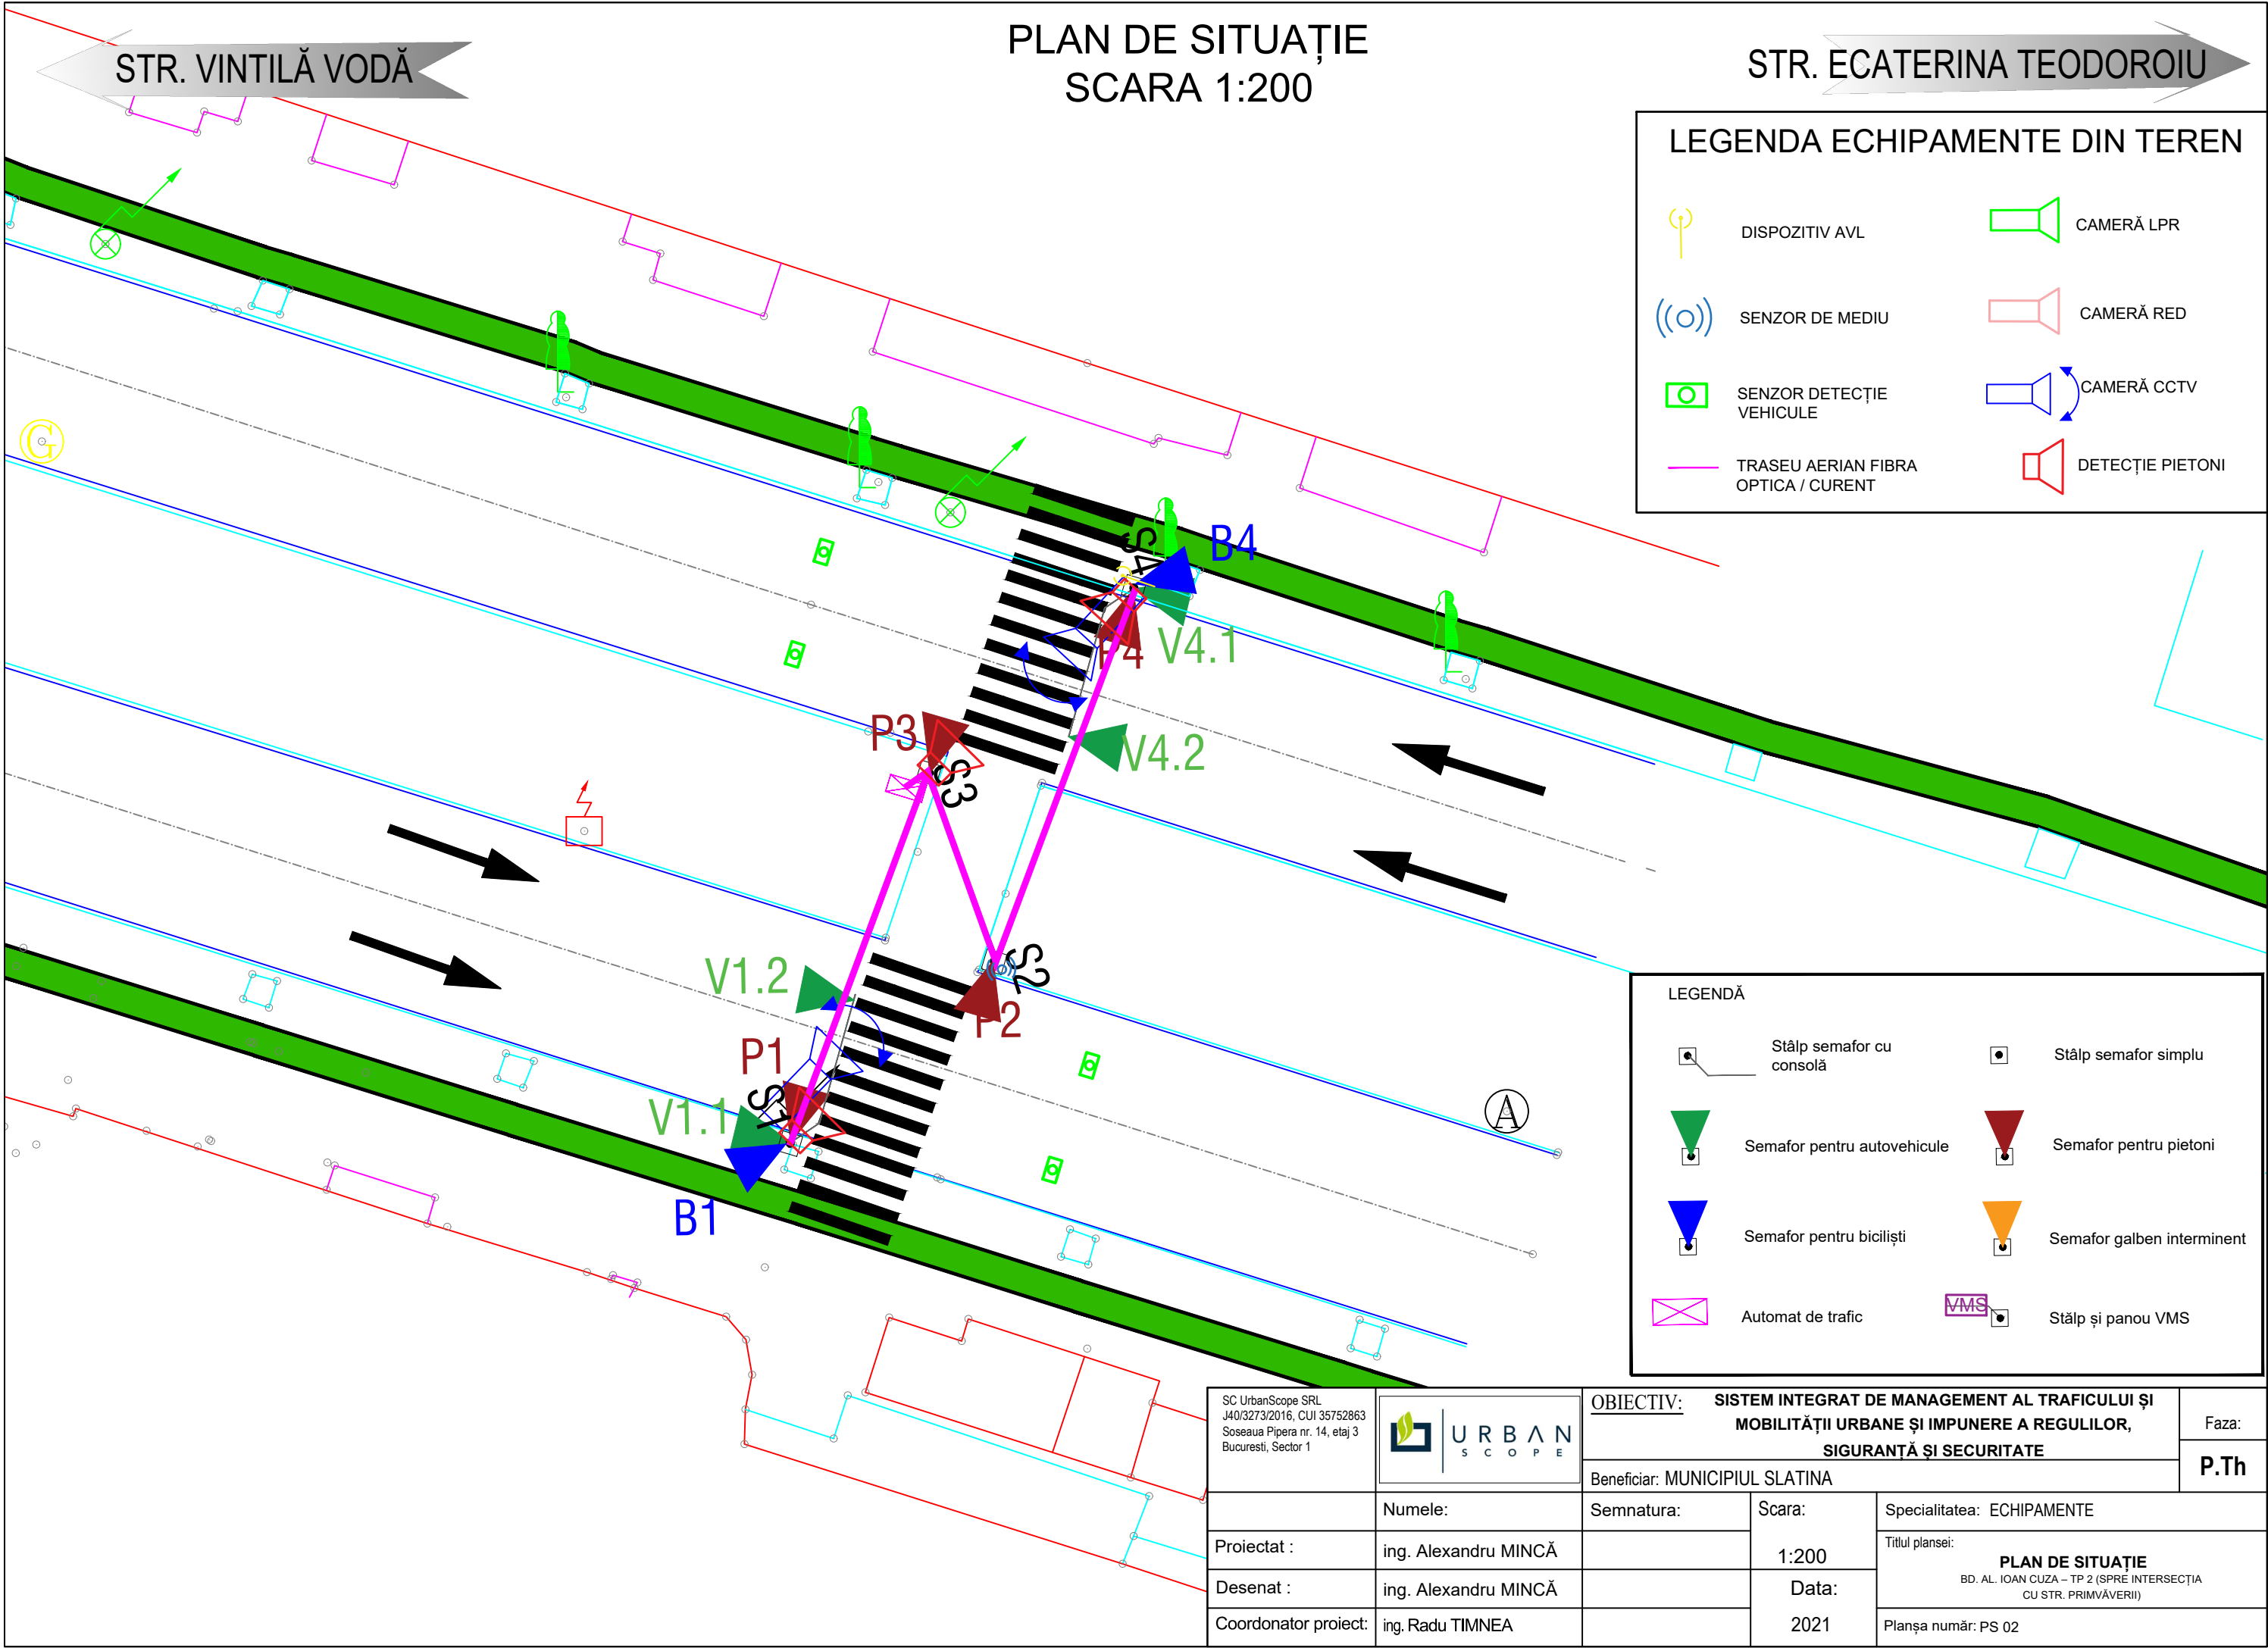 PLAN DE SITUAȚIE
SCARA 1:200
STR. VINTILĂ VODĂ
STR. ECATERINA TEODOROIU
LEGENDA ECHIPAMENTE DIN TEREN
DISPOZITIV AVL
CAMERĂ LPR
SENZOR DE MEDIU
CAMERĂ RED
SENZOR DETECȚIE
VEHICULE
CAMERĂ CCTV
TRASEU AERIAN FIBRA
OPTICA / CURENT
DETECȚIE PIETONI
G
B4
S4
P4
V4.1
V4.2
P3
S3
S2
P2
V1.2
P1
S1
V1.1
B1
A
LEGENDĂ
Stâlp semafor cu
consolă
Stâlp semafor simplu
Semafor pentru autovehicule
Semafor pentru pietoni
Semafor pentru bicilişti
Semafor galben interminent
Automat de trafic
VMS
Stâlp și panou VMS
SC UrbanScope SRL
J40/3273/2016, CUI 35752863
Soseaua Pipera nr. 14, etaj 3
Bucuresti, Sector 1
URBAN
SCOPE
OBIECTIV: SISTEM INTEGRAT DE MANAGEMENT AL TRAFICULUI ȘI
MOBILITĂȚII URBANE ȘI IMPUNERE A REGULILOR,
SIGURANȚĂ ȘI SECURITATE
Beneficiar: MUNICIPIUL SLATINA
Faza:
P.Th
Numele:
Semnatura:
Scara:
1:200
Specialitatea: ECHIPAMENTE
Proiectat :
ing. Alexandru MINCĂ
Titlul plansei:
PLAN DE SITUAȚIE
BD. AL. IOAN CUZA – TP 2 (SPRE INTERSECȚIA
CU STR. PRIMVĂVERII)
Desenat :
ing. Alexandru MINCĂ
Data:
2021
Coordonator proiect:
ing. Radu TIMNEA
Planșa număr: PS 02